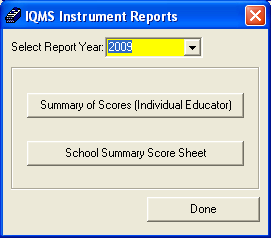 IQMS Instrument Reports
Select Report Year: 2009
Summary of Scores (Individual Educator)
School Summary Score Sheet
Done